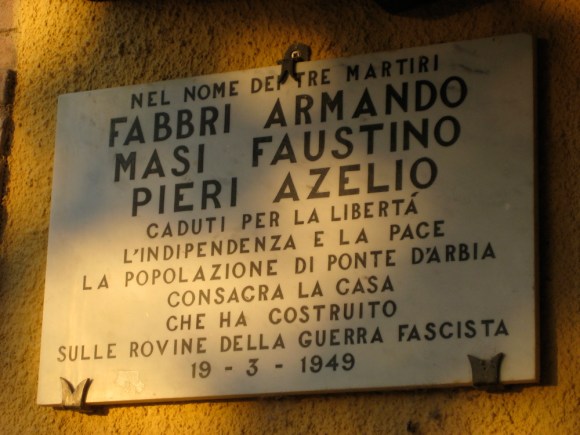 NEL NOME DEI TRE MARTIRI
FABBRI ARMANDO
MASI FAUSTINO
PIERI AZELIO
CADUTI PER LA LIBERTÁ
L'INDIPENDENZA E LA PACE
LA POPOLAZIONE DI PONTE D'ARBIA
CONSACRA LA CASA
CHE HA COSTRUITO
SULLE ROVINE DELLA GUERRA FASCISTA
19 - 3 - 1949